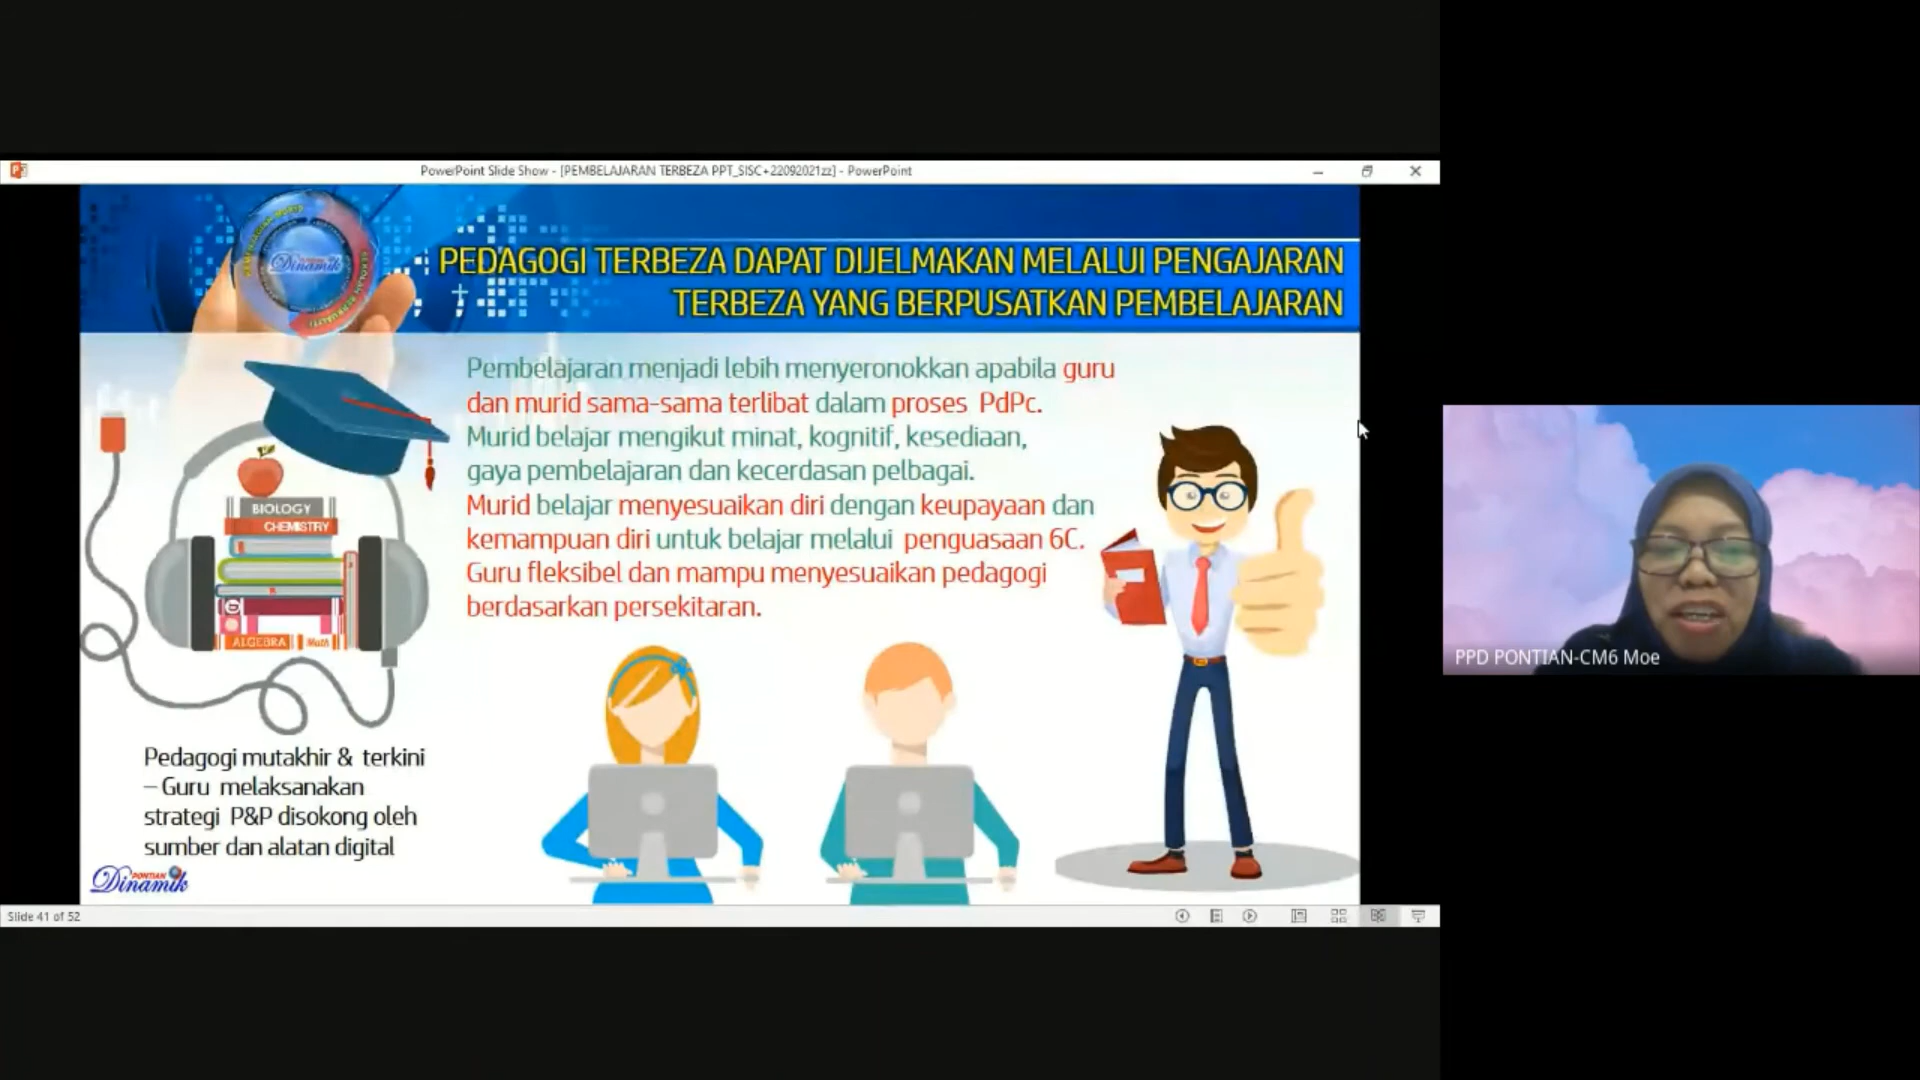 PowerPoint Slide Show - [PEMBELAJARAN TERBEZA PPT_SISC+22092021zz] - PowerPoint
Dinamik
PEDAGOGI TERBEZA DAPAT DIJELMAKAN MELALUI PENGAJARAN
TERBEZA YANG BERPUSATKAN PEMBELAJARAN
Pembelajaran menjadi lebih menyeronokkan apabila guru
dan murid sama-sama terlibat dalam proses PdPc.
Murid belajar mengikut minat, kognitif, kesediaan,
gaya pembelajaran dan kecerdasan pelbagai.
Murid belajar menyesuaikan diri dengan keupayaan dan
kemampuan diri untuk belajar melalui penguasaan 6C.
Guru fleksibel dan mampu menyesuaikan pedagogi
berdasarkan persekitaran.
BIOLOGY
CHEMISTRY
ALGEBRA
Math
Pedagogi mutakhir & terkini
– Guru melaksanakan
strategi P&P disokong oleh
sumber dan alatan digital
PONTIAN
Dinamik
Slide 41 of 52
PPD PONTIAN-CM6 Moe